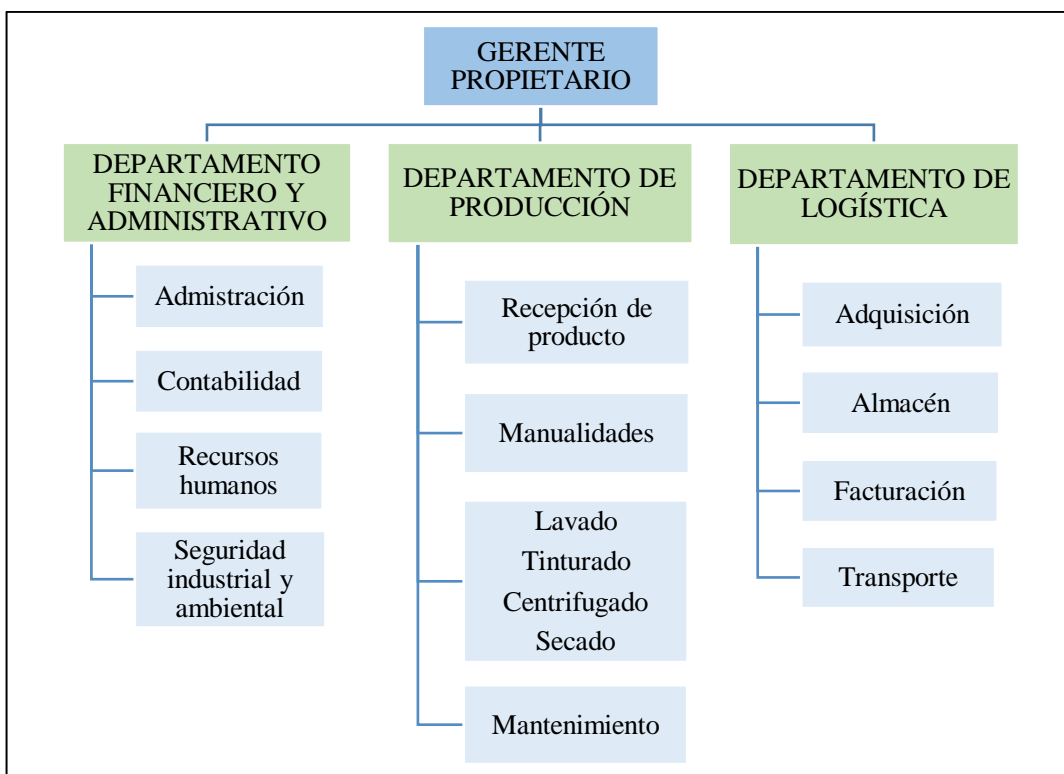 GERENTE
PROPIETARIO
DEPARTAMENTO
FINANCIERO Y
ADMINISTRATIVO
Admistración
Contabilidad
Recursos
humanos
Seguridad
industrial y
ambiental
DEPARTAMENTO DE
PRODUCCIÓN
Recepción de
producto
Manualidades
Lavado
Tinturado
Centrifugado
Secado
Mantenimiento
DEPARTAMENTO DE
LOGÍSTICA
Adquisición
Almacén
Facturación
Transporte